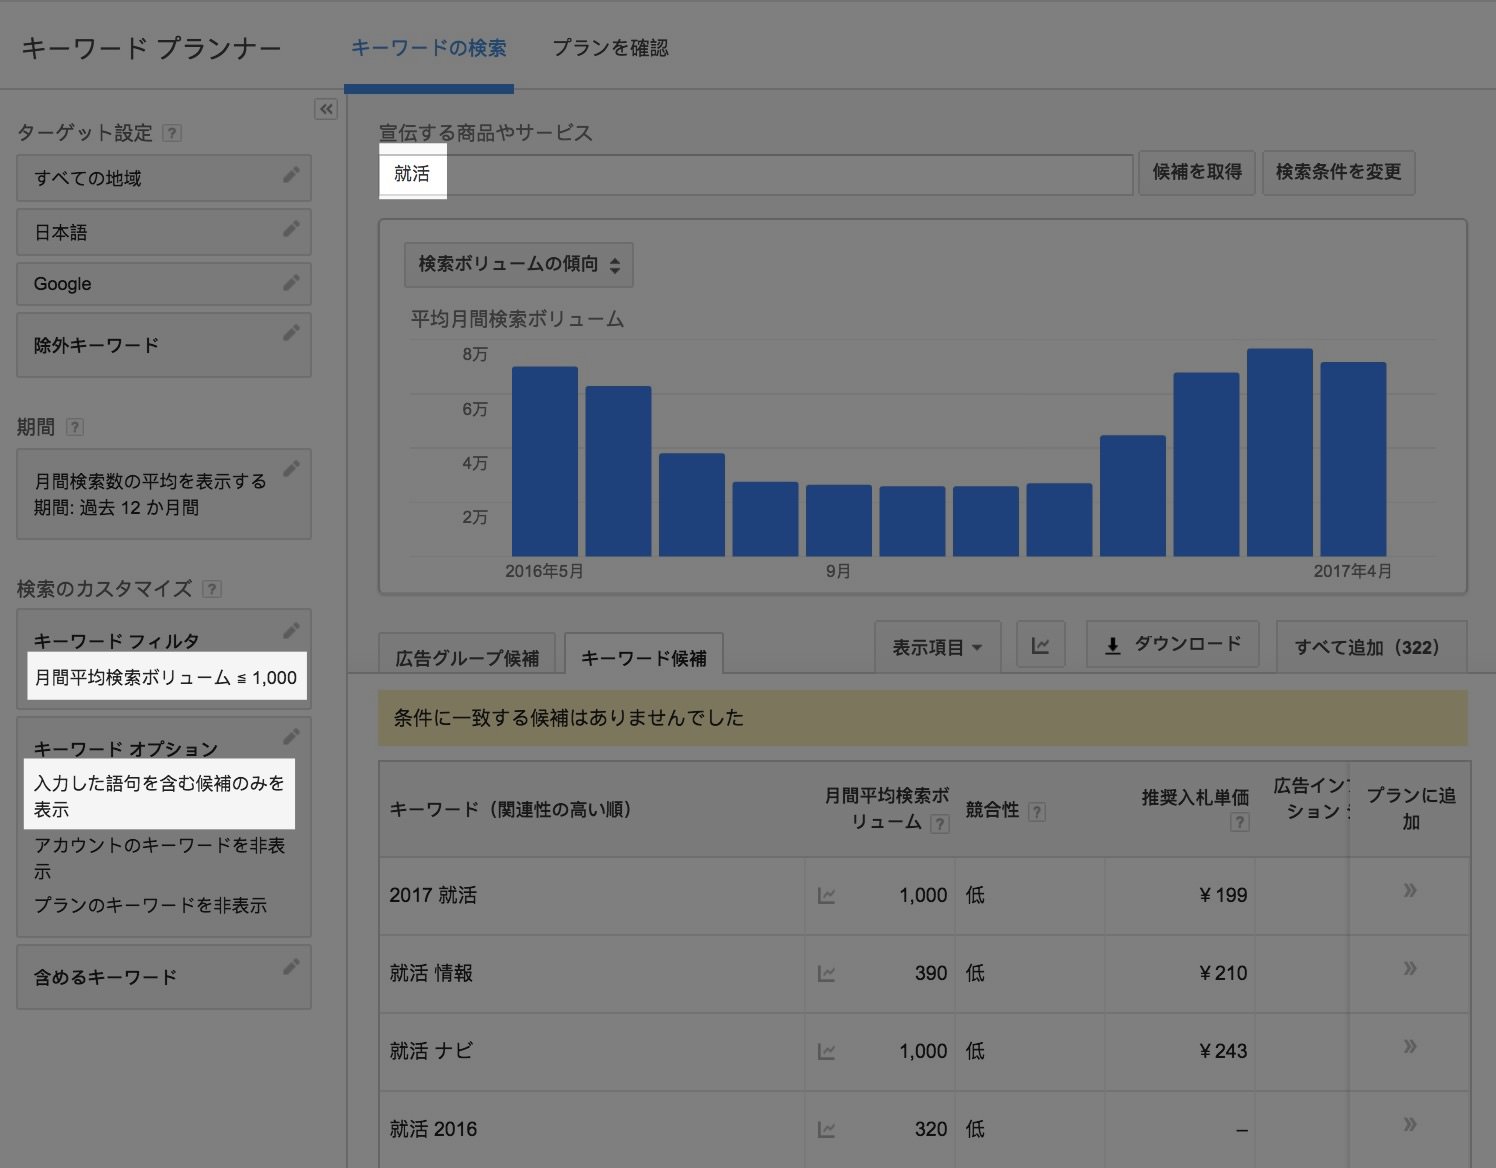 キーワード プランナー
キーワードの検索
プランを確認
ターゲット設定 ?
すべての地域
日本語
Google
除外キーワード
期間 ?
月間検索数の平均を表示する
期間: 過去 12 か月間
検索のカスタマイズ ?
キーワード フィルタ
月間平均検索ボリューム ≦ 1,000
キーワード オプション
入力した語句を含む候補のみを
表示
アカウントのキーワードを非表
示
プランのキーワードを非表示
含めるキーワード
宣伝する商品やサービス
就活
候補を取得
検索条件を変更
検索ボリュームの傾向
平均月間検索ボリューム
8万
6万
4万
2万
2016年5月
9月
2017年4月
広告グループ候補
キーワード候補
表示項目
ダウンロード
すべて追加（322）
条件に一致する候補はありませんでした
キーワード（関連性の高い順）
月間平均検索ボ
リューム ?
競合性 ?
推奨入札単価
?
広告イン
ション
プランに追
加
2017 就活 1,000 低 ¥ 199 »
就活 情報 390 低 ¥ 210 »
就活 ナビ 1,000 低 ¥ 243 »
就活 2016 320 低 – »